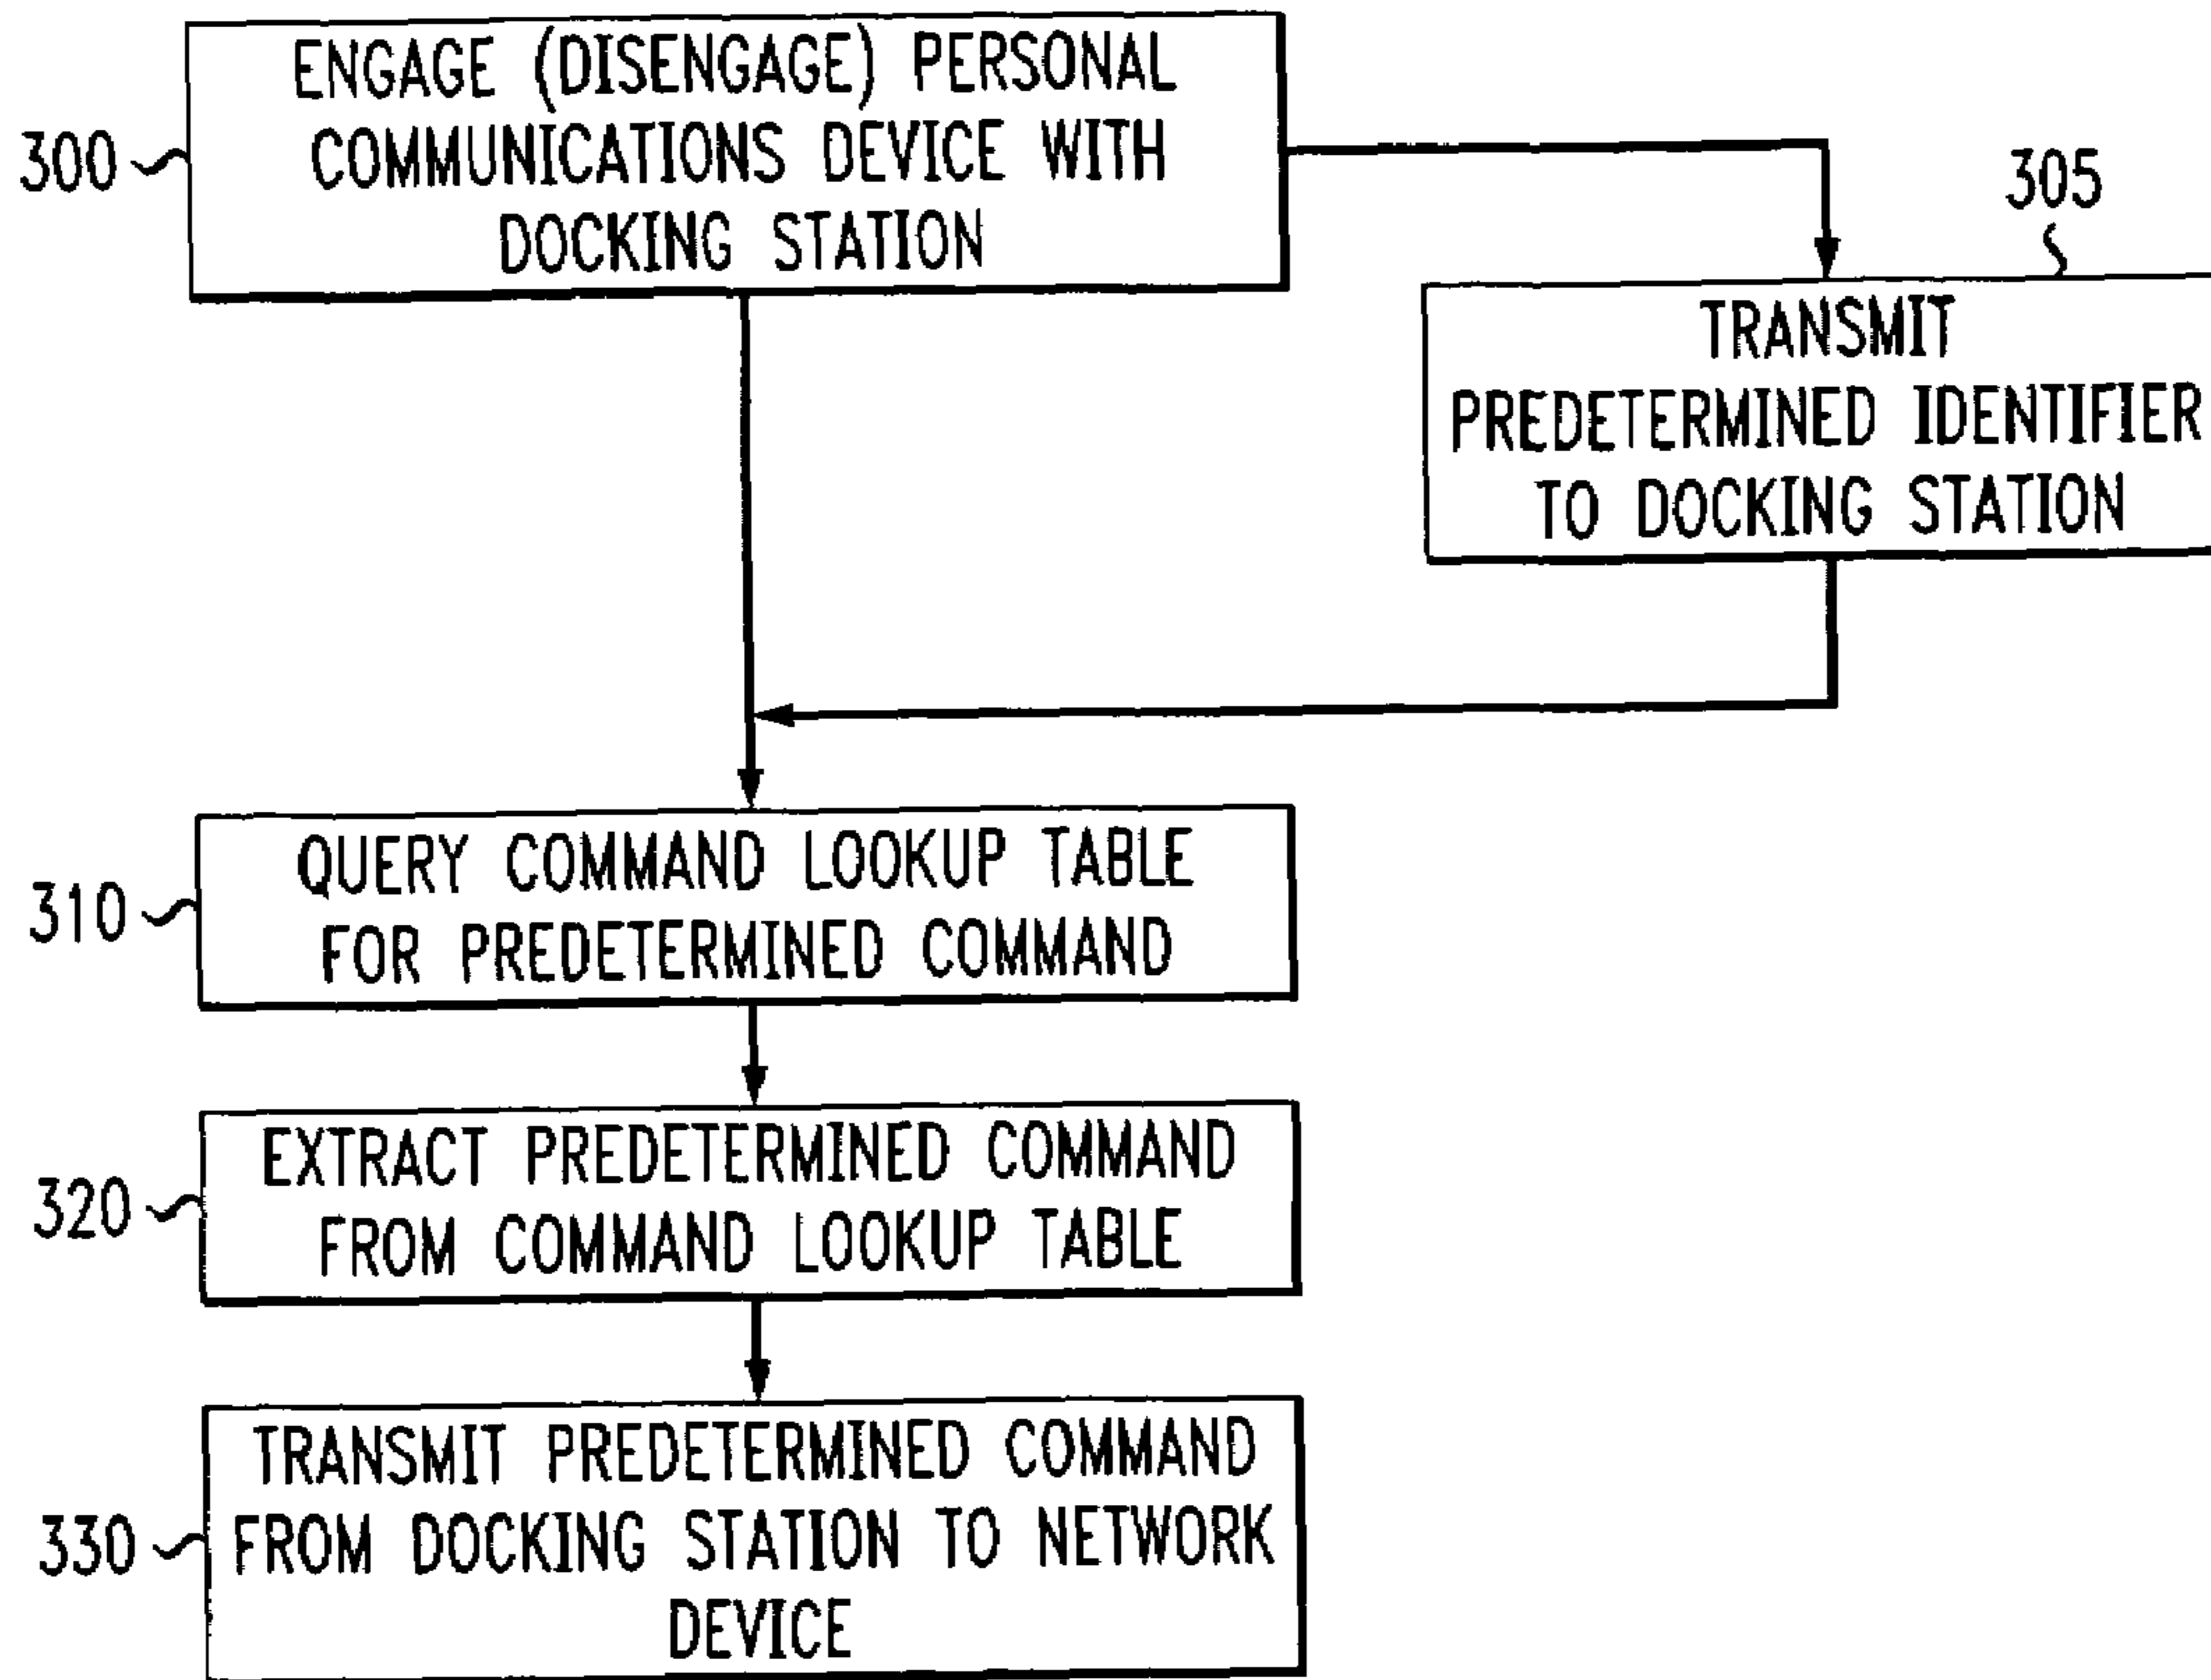 ENGAGE (DISENGAGE) PERSONAL
COMMUNICATIONS DEVICE WITH
DOCKING STATION
300
305
TRANSMIT
PREDETERMINED IDENTIFIER
TO DOCKING STATION
310
QUERY COMMAND LOOKUP TABLE
FOR PREDETERMINED COMMAND
320
EXTRACT PREDETERMINED COMMAND
FROM COMMAND LOOKUP TABLE
330
TRANSMIT PREDETERMINED COMMAND
FROM DOCKING STATION TO NETWORK
DEVICE